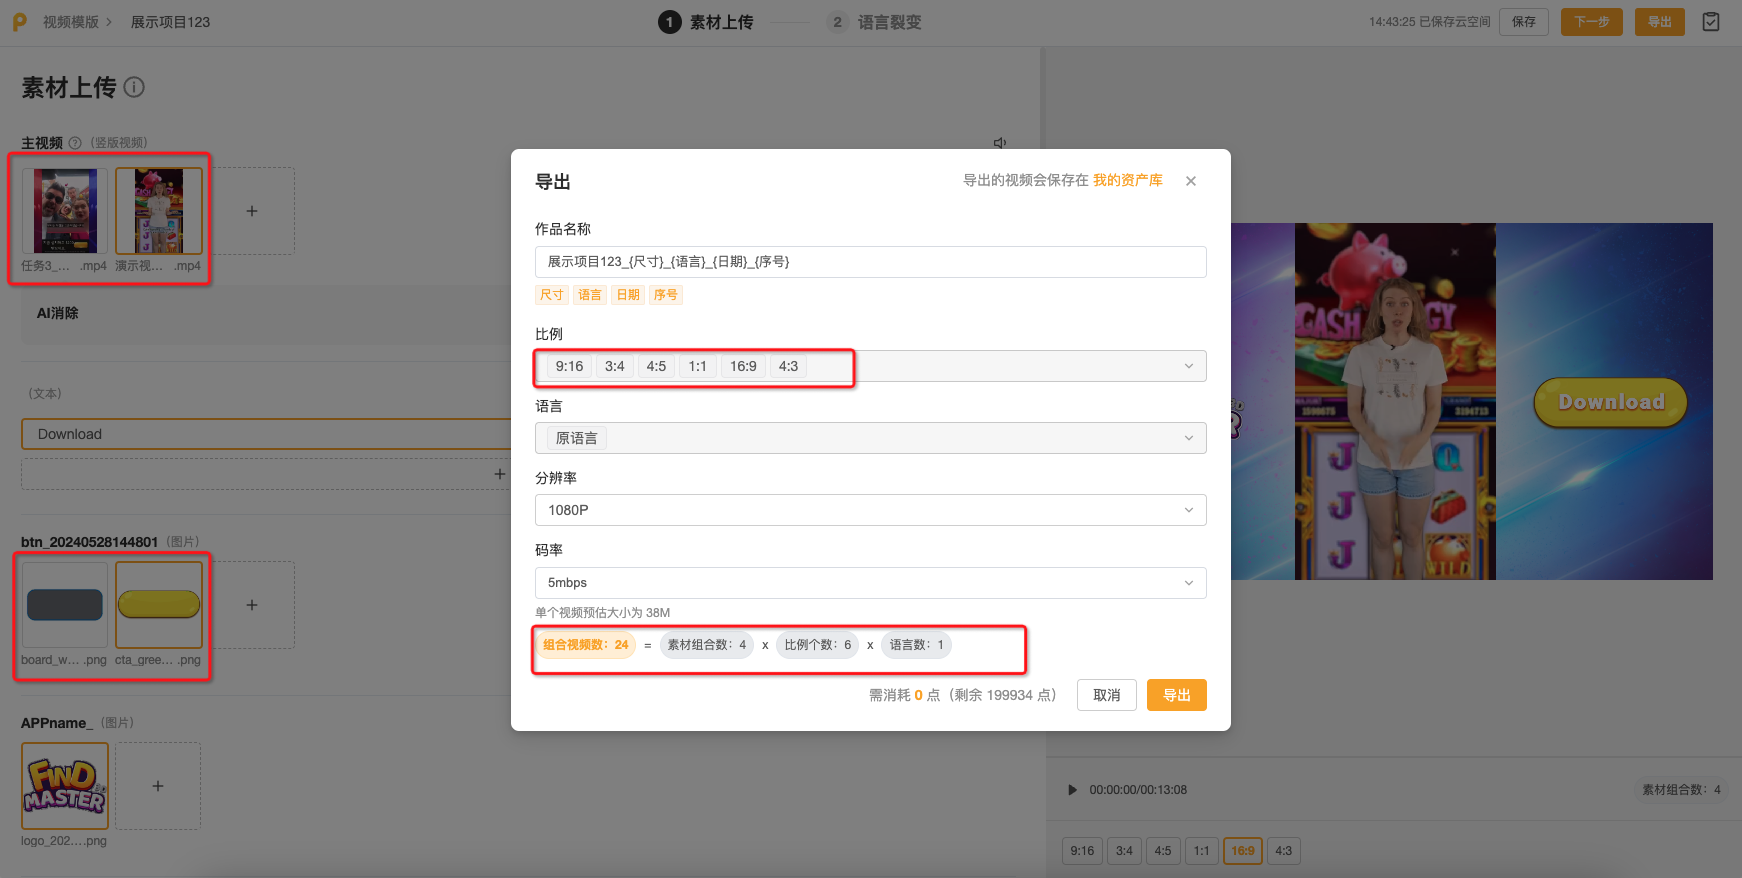 视频模版 > 展示项目123
1 素材上传
2 语言裂变
14:43:25 已保存云空间
保存
下一步
导出
素材上传
主视频 (竖版视频)
任务3_... .mp4
演示视... .mp4
AI消除
(文本)
Download
btn_20240528144801 (图片)
board_w... .png
cta_gree... .png
APPname_ (图片)
FIND
MASTER
logo_202....png
导出
导出的视频会保存在 我的资产库
作品名称
展示项目123_{尺寸}_{语言}_{日期}_{序号}
尺寸 语言 日期 序号
比例
9:16 3:4 4:5 1:1 16:9 4:3
语言
原语言
分辨率
1080P
码率
5mbps
单个视频预估大小为 38M
组合视频数：24 = 素材组合数：4 x 比例个数：6 x 语言数：1
需消耗 0 点（剩余 199934 点）
取消
导出
CASH
1598675
3194713
WILD
Download
00:00:00/00:13:08
素材组合数：4
9:16 3:4 4:5 1:1 16:9 4:3